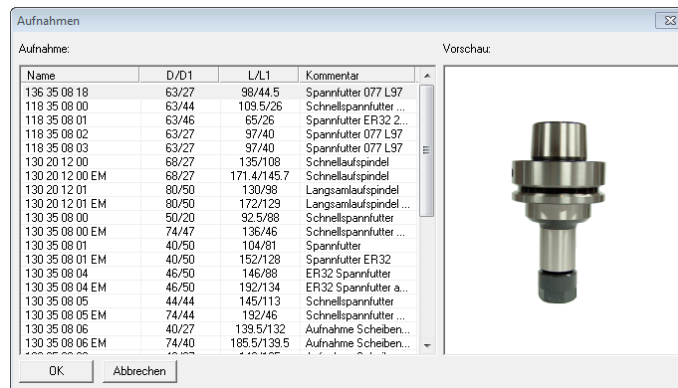 Aufnahmen
Aufnahme:
Vorschau:
Name D/D1 L/L1 Kommentar
136 35 08 18 63/27 98/44.5 Spannfutter 077 L97
118 35 08 00 63/44 109.5/26 Schnellspannfutter ...
118 35 08 01 63/46 65/26 Spannfutter ER32 2...
118 35 08 02 63/27 97/40 Spannfutter 077 L97
118 35 08 03 63/27 97/40 Spannfutter 077 L97
130 20 12 00 68/27 135/108 Schnellaufspindel
130 20 12 00 EM 68/27 171.4/145.7 Schnellaufspindel
130 20 12 01 80/50 130/98 Langsamlaufspindel
130 20 12 01 EM 80/50 172/129 Langsamlaufspindel ...
130 35 08 00 50/20 92.5/88 Schnellspannfutter
130 35 08 00 EM 74/47 136/46 Schnellspannfutter ...
130 35 08 01 40/50 104/81 Spannfutter
130 35 08 01 EM 40/50 152/128 Spannfutter ER32
130 35 08 04 46/50 146/88 ER32 Spannfutter
130 35 08 04 EM 46/50 192/134 ER32 Spannfutter a...
130 35 08 05 44/44 145/113 Schnellspannfutter
130 35 08 05 EM 74/44 192/46 Schnellspannfutter ...
130 35 08 06 40/27 139.5/132 Aufnahme Scheiben...
130 35 08 06 EM 74/40 185.5/139.5 Aufnahme Scheiben...
OK Abbrechen